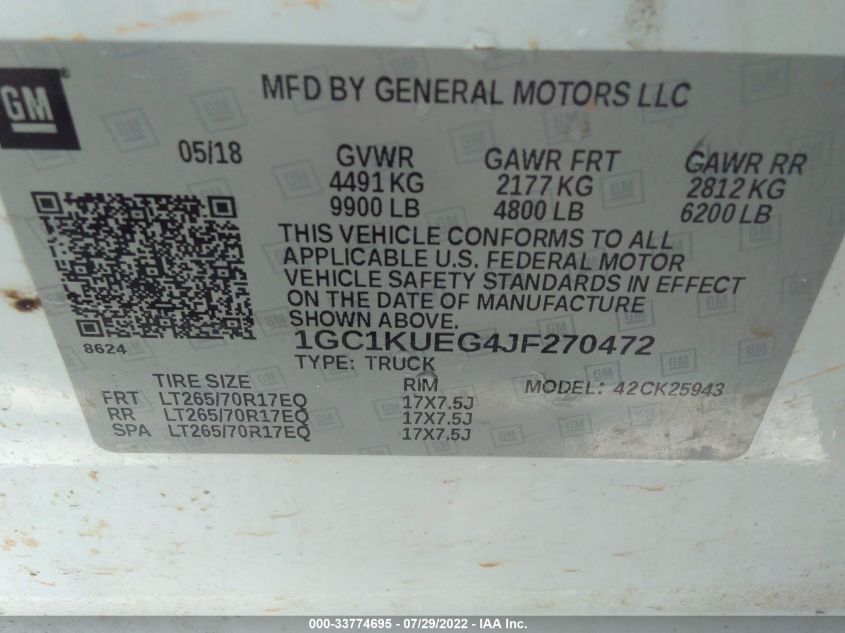 GM
MFD BY GENERAL MOTORS LLC
05/18 GVWR GAWR FRT GAWR RR
4491 KG 2177 KG 2812 KG
9900 LB 4800 LB 6200 LB
THIS VEHICLE CONFORMS TO ALL
APPLICABLE U.S. FEDERAL MOTOR
VEHICLE SAFETY STANDARDS IN EFFECT
ON THE DATE OF MANUFACTURE
SHOWN ABOVE.
8624 1GC1KUEG4JF270472
TYPE: TRUCK
TIRE SIZE RIM MODEL: 42CK25943
FRT LT265/70R17EQ 17X7.5J
RR LT265/70R17EQ 17X7.5J
SPA LT265/70R17EQ 17X7.5J
000-33774695 - 07/29/2022 - IAA Inc.